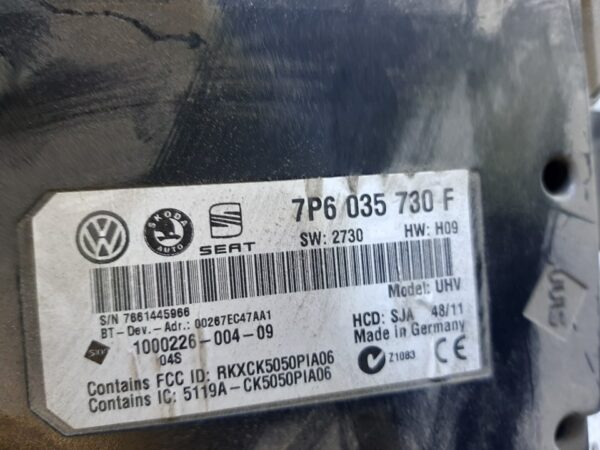 ŠKODA
AUTO
SEAT
7P6 035 730 F
SW: 2730 HW: H09
Model: UHV
S/N 7661445966
BT-Dev.-Adr.: 00267EC47AA1
1000226-004-09
04S
HCD: SJA 48/11
Made in Germany
Z1083
CE
Contains FCC ID: RKXCK5050PIA06
Contains IC: 5119A-CK5050PIA06